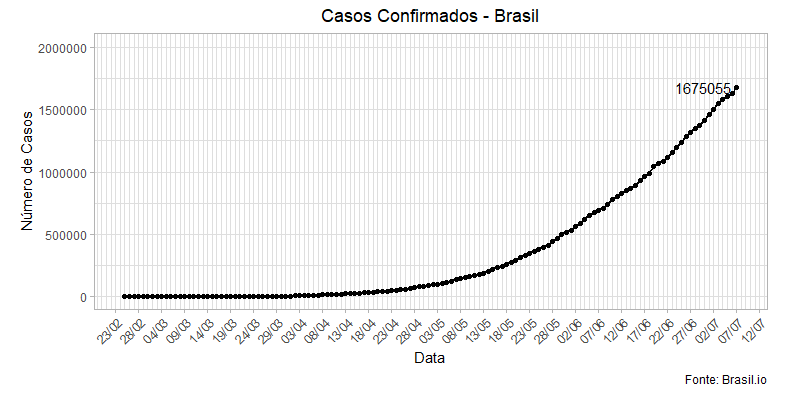 Casos Confirmados - Brasil
Número de Casos
2000000
1500000
1000000
500000
0
1675055
23/02 28/02 04/03 09/03 14/03 19/03 24/03 29/03 03/04 08/04 13/04 18/04 23/04 28/04 03/05 08/05 13/05 18/05 23/05 28/05 02/06 07/06 12/06 17/06 22/06 27/06 02/07 07/07 12/07
Data
Fonte: Brasil.io